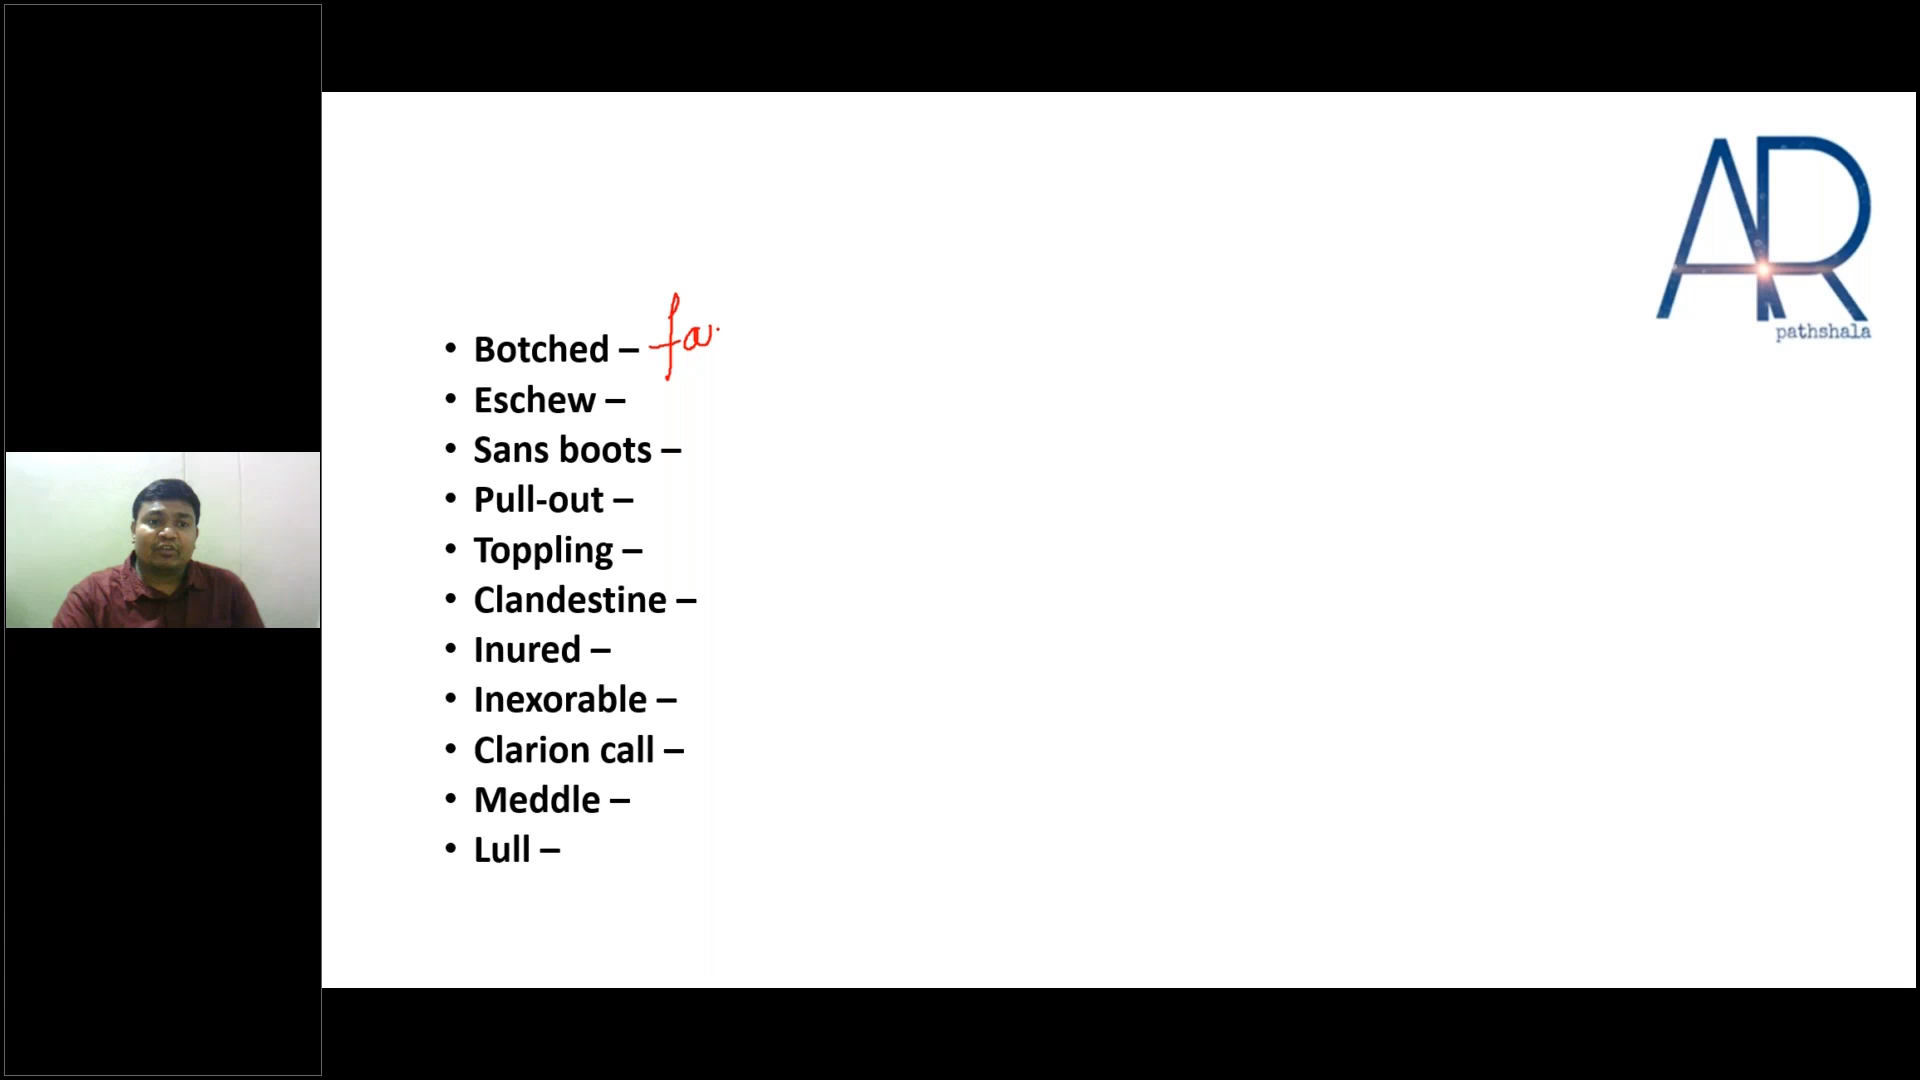 AR
pathshala
• Botched – fa
• Eschew –
• Sans boots –
• Pull-out –
• Toppling –
• Clandestine –
• Inured –
• Inexorable –
• Clarion call –
• Meddle –
• Lull –